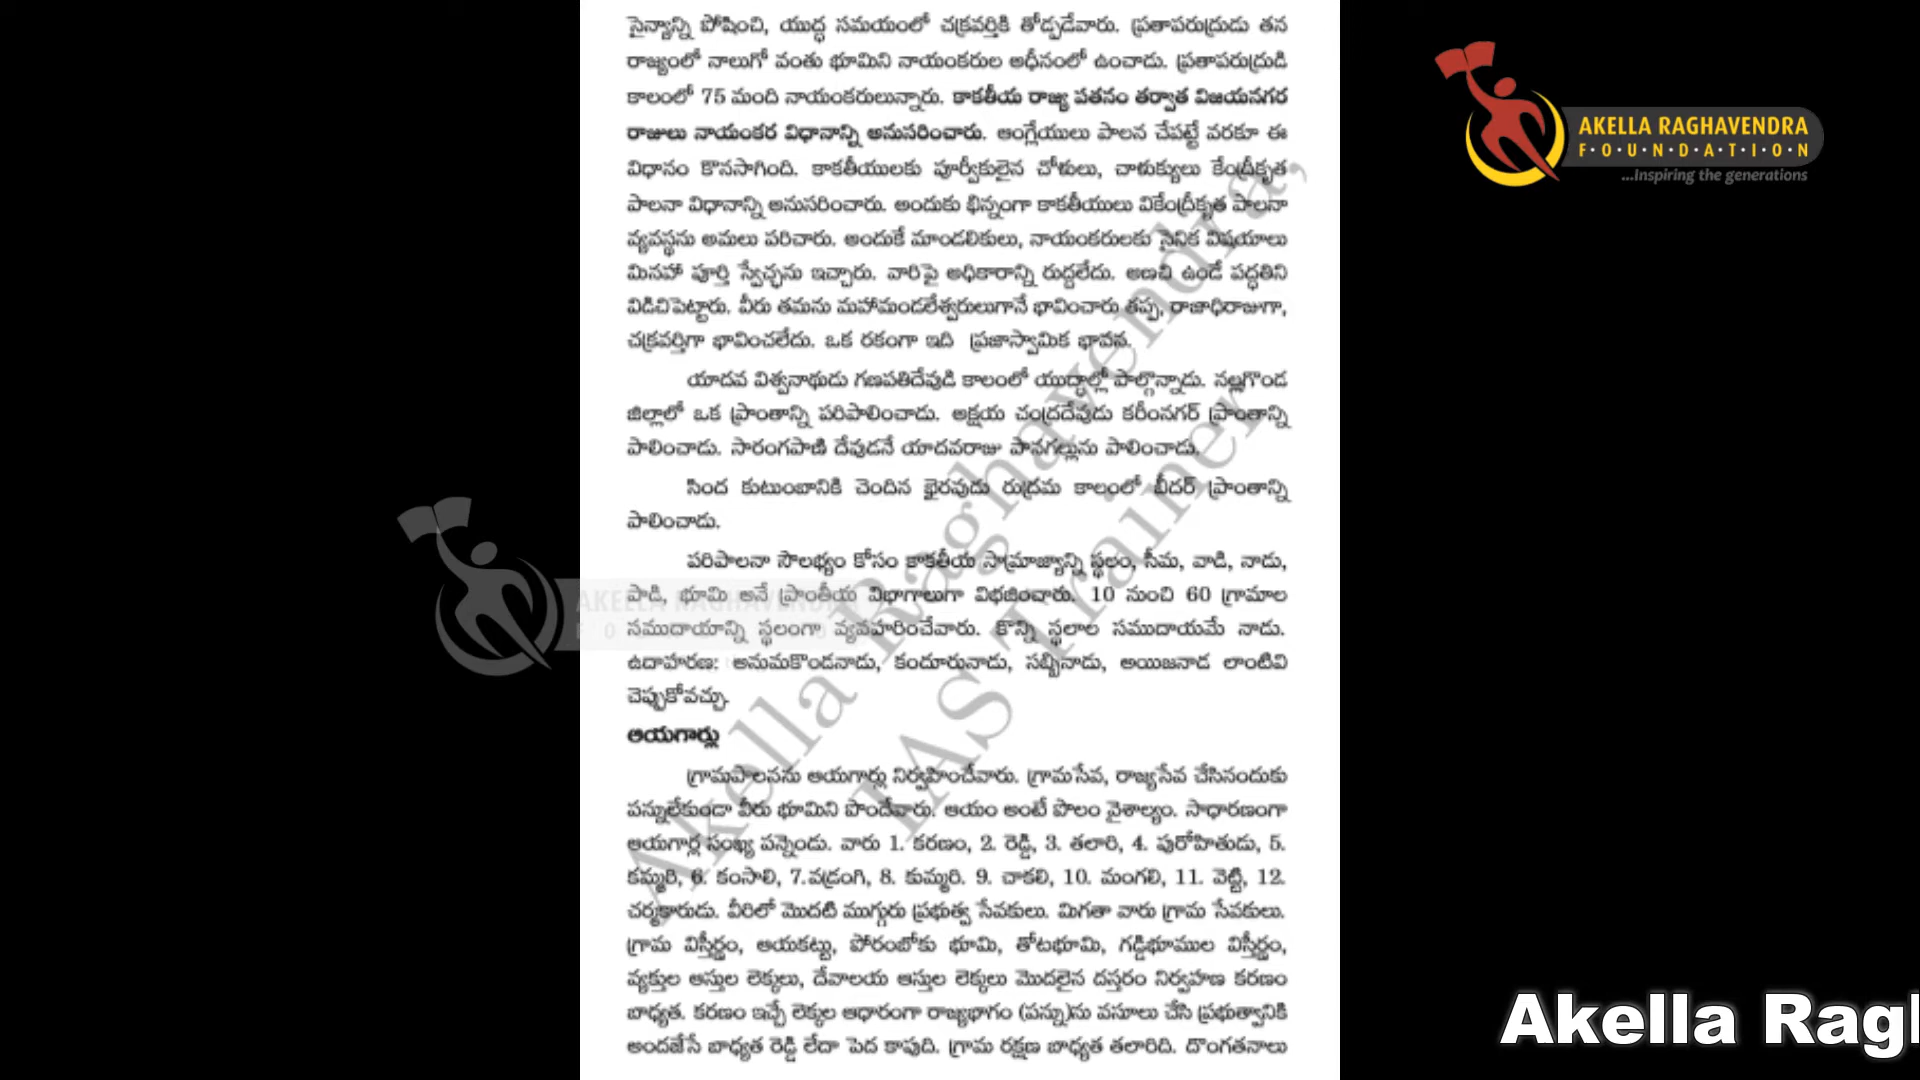 సైన్యాన్ని పోషించి, యుద్ధ సమయంలో చక్రవర్తికి తోడ్పడేవారు. ప్రతాపరుద్రుడు తన
రాజ్యంలో నాలుగో వంతు భూమిని నాయంకరుల అధీనంలో ఉంచాడు. ప్రతాపరుద్రుడి
కాలంలో 75 మంది నాయంకరులున్నారు. కాకతీయ రాజ్య పతనం తర్వాత విజయనగర
రాజులు నాయంకర విధానాన్ని అనుసరించారు. ఆంగ్లేయులు పాలన చేపట్టే వరకూ ఈ
విధానం కొనసాగింది. కాకతీయులకు పూర్వీకులైన చోళులు, చాళుక్యులు కేంద్రీకృత
పాలనా విధానాన్ని అనుసరించారు. అందుకు భిన్నంగా కాకతీయులు వికేంద్రీకృత పాలనా
వ్యవస్థను అమలు పరిచారు. అందుకే మాండలికులు, నాయంకరులకు సైనిక విషయాలు
మినహా పూర్తి స్వేచ్ఛను ఇచ్చారు. వారిపై అధికారాన్ని రుద్దలేదు. అణచి ఉండే పద్ధతిని
విడిచిపెట్టారు. వీరు తమను మహామండలేశ్వరులుగానే భావించారు తప్ప, రాజాధిరాజుగా,
చక్రవర్తిగా భావించలేదు. ఒక రకంగా ఇది ప్రజాస్వామిక భావన.
యాదవ విశ్వనాథుడు గణపతిదేవుడి కాలంలో యుద్ధాల్లో పాల్గొన్నాడు. నల్లగొండ
జిల్లాలో ఒక ప్రాంతాన్ని పరిపాలించాడు. అక్షయ చంద్రదేవుడు కరీంనగర్ ప్రాంతాన్ని
పాలించాడు. సారంగపాణి దేవుడనే యాదవరాజు పానగల్లును పాలించాడు.
సింద కుటుంబానికి చెందిన భైరవుడు రుద్రమ కాలంలో బీదర్ ప్రాంతాన్ని
పాలించాడు.
పరిపాలనా సౌలభ్యం కోసం కాకతీయ సామ్రాజ్యాన్ని స్థలం, సీమ, వాడి, నాడు,
పాడి, భూమి అనే ప్రాంతీయ విభాగాలుగా విభజించారు. 10 నుంచి 60 గ్రామాల
సముదాయాన్ని స్థలంగా వ్యవహరించేవారు. కొన్ని స్థలాల సముదాయమే నాడు.
ఉదాహరణ: అనుమకొండనాడు, కందూరునాడు, సబ్బినాడు, అయిజనాడ లాంటివి
చెప్పుకోవచ్చు.
ఆయగార్లు
గ్రామపాలనను ఆయగార్లు నిర్వహించేవారు. గ్రామసేవ, రాజ్యసేవ చేసినందుకు
పన్నులేకుండా వీరు భూమిని పొందేవారు. ఆయం అంటే పొలం వైశాల్యం. సాధారణంగా
ఆయగార్ల సంఖ్య పన్నెండు. వారు 1. కరణం, 2. రెడ్డి, 3. తలారి, 4. పురోహితుడు, 5.
కమ్మరి, 6. కంసాలి, 7.వడ్రంగి, 8. కుమ్మరి. 9. చాకలి, 10. మంగలి, 11. వెట్టి, 12.
చర్మకారుడు. వీరిలో మొదటి ముగ్గురు ప్రభుత్వ సేవకులు. మిగతా వారు గ్రామ సేవకులు.
గ్రామ విస్తీర్ణం, ఆయకట్టు, పోరంబోకు భూమి, తోటభూమి, గడ్డిభూముల విస్తీర్ణం,
వ్యక్తుల ఆస్తుల లెక్కలు, దేవాలయ ఆస్తుల లెక్కలు మొదలైన దస్తరం నిర్వహణ కరణం
బాధ్యత. కరణం ఇచ్చే లెక్కల ఆధారంగా రాజ్యభాగం (పన్ను)ను వసూలు చేసి ప్రభుత్వానికి
అందజేసే బాధ్యత రెడ్డి లేదా పెద కాపుది. గ్రామ రక్షణ బాధ్యత తలారిది. దొంగతనాలు
Akella Raghavendra,
IAS Trainer
AKELLA RAGHAVENDRA
FOUNDATION
...Inspiring the generations
AKELLA RAGHAVENDRA
Akella Ragh